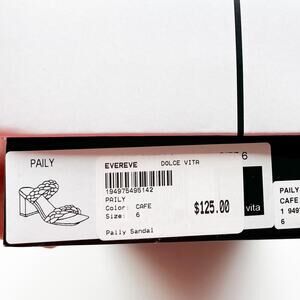 PAILY
EVEREVE
DOLCE VITA
194975495142
PAILY
Color: CAFE
Size: 6
$125.00
Paily Sandal
6
vita
PAILY
CAFE
6